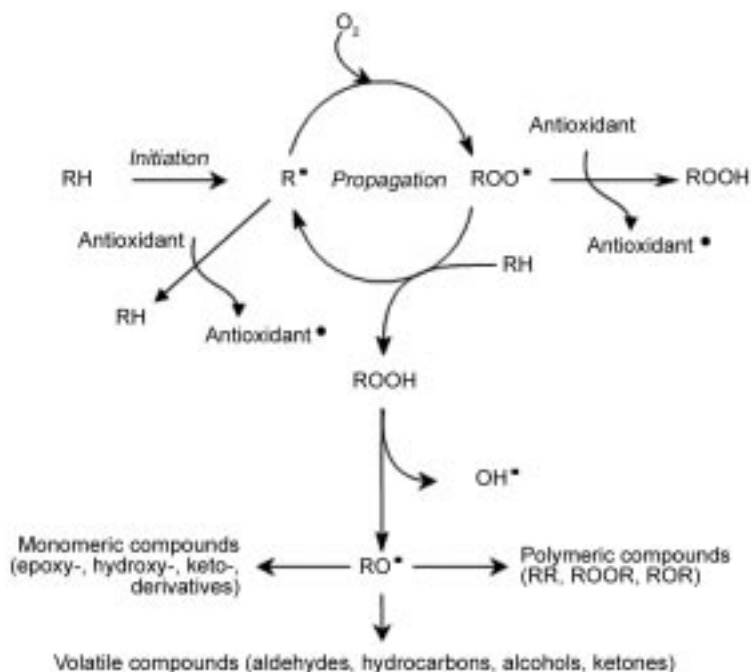 O2
Antioxidant
RH
Initiation
R■
Propagation
ROO■
ROOH
Antioxidant
Antioxidant ●
RH
RH
Antioxidant ●
ROOH
OH■
Monomeric compounds
(epoxy-, hydroxy-, keto-,
derivatives)
RO■
Polymeric compounds
(RR, ROOR, ROR)
Volatile compounds (aldehydes, hydrocarbons, alcohols, ketones)